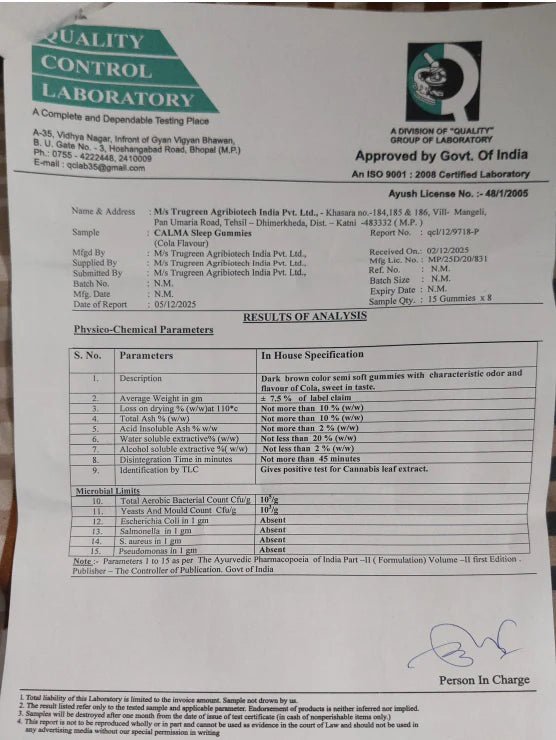 QUALITY
CONTROL
LABORATORY
A Complete and Dependable Testing Place
A-35, Vidhya Nagar, Infront of Gyan Vigyan Bhawan,
B. U. Gate No. - 3, Hoshangabad Road, Bhopal (M.P.)
Ph.: 0755 - 4222448, 2410009
E-mail : qclab35@gmail.com
A DIVISION OF "QUALITY"
GROUP OF LABORATORY
Approved by Govt. Of India
An ISO 9001 : 2008 Certified Laboratory
Ayush License No. :- 48/1/2005
Name & Address : M/s Trugreen Agribiotech India Pvt. Ltd., - Khasara no.-184,185 & 186, Vill- Mangeli,
Pan Umaria Road, Tehsil – Dhimerkheda, Dist. – Katni -483332 ( M.P. )
Sample : CALMA Sleep Gummies Report No. : qcl/12/9718-P
(Cola Flavour)
Mfgd By : M/s Trugreen Agribiotech India Pvt. Ltd., Received On.: 02/12/2025
Supplied By : M/s Trugreen Agribiotech India Pvt. Ltd., Mfg Lic. No. : MP/25D/20/831
Submitted By : M/s Trugreen Agribiotech India Pvt. Ltd., Ref. No. : N.M.
Batch No. : N.M. Batch Size : N.M.
Mfg. Date : N.M. Expiry Date : N.M.
Date of Report : 05/12/2025 Sample Qty. : 15 Gummies x 8
RESULTS OF ANALYSIS
Physico-Chemical Parameters
S. No. Parameters In House Specification
1. Description Dark brown color semi soft gummies with characteristic odor and
flavour of Cola, sweet in taste.
2. Average Weight in gm ± 7.5 % of label claim
3. Loss on drying % (w/w)at 110°c Not more than 10 % (w/w)
4. Total Ash % (w/w) Not more than 10 % (w/w)
5. Acid Insoluble Ash % w/w Not more than 2 % (w/w)
6. Water soluble extractive% (w/w) Not less than 20 % (w/w)
7. Alcohol soluble extractive %( w/w) Not less than 2 % (w/w)
8. Disintegration Time in minutes Not more than 45 minutes
9. Identification by TLC Gives positive test for Cannabis leaf extract.
Microbial Limits
10. Total Aerobic Bacterial Count Cfu/g 10⁵/g
11. Yeasts And Mould Count Cfu/g 10³/g
12. Escherichia Coli in 1 gm Absent
13. Salmonella in 1 gm Absent
14. S. aureus in 1 gm Absent
15. Pseudomonas in 1 gm Absent
Note :- Parameters 1 to 15 as per The Ayurvedic Pharmacopoeia of India Part –II ( Formulation) Volume –II first Edition .
Publisher – The Controller of Publication. Govt of India
Person In Charge
1. Total liability of this Laboratory is limited to the invoice amount. Sample not drawn by us.
2. The result listed refer only to the tested sample and applicable parameter. Endorsement of products is neither inferred nor implied.
3. Samples will be destroyed after one month from the date of issue of test certificate (in cash of nonperishable items only.)
4. This report is not to be reproduced wholly or in part and cannot be used as evidence in the court of Law and should not be used in
any advertising media without our special permission in writing